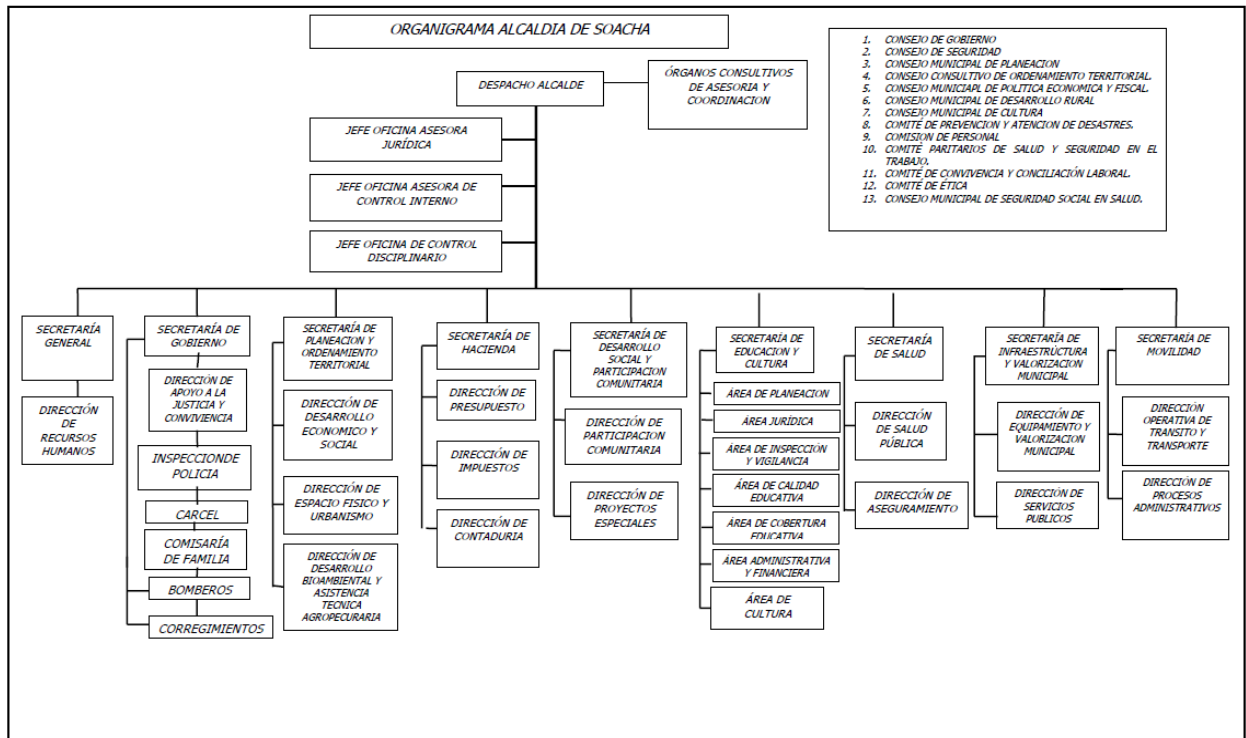 ORGANIGRAMA ALCALDIA DE SOACHA
1. CONSEJO DE GOBIERNO
2. CONSEJO DE SEGURIDAD
3. CONSEJO MUNICIPAL DE PLANEACION
4. CONSEJO CONSULTIVO DE ORDENAMIENTO TERRITORIAL.
5. CONSEJO MUNICIAPL DE POLITICA ECONOMICA Y FISCAL.
6. CONSEJO MUNICIPAL DE DESARROLLO RURAL
7. CONSEJO MUNICIPAL DE CULTURA
8. COMITÉ DE PREVENCION Y ATENCION DE DESASTRES.
9. COMISION DE PERSONAL
10. COMITÉ PARITARIOS DE SALUD Y SEGURIDAD EN EL
TRABAJO.
11. COMITÉ DE CONVIVENCIA Y CONCILIACIÓN LABORAL.
12. COMITÉ DE ÉTICA
13. CONSEJO MUNICIPAL DE SEGURIDAD SOCIAL EN SALUD.
DESPACHO ALCALDE
ÓRGANOS CONSULTIVOS
DE ASESORIA Y
COORDINACION
JEFE OFICINA ASESORA
JURÍDICA
JEFE OFICINA ASESORA DE
CONTROL INTERNO
JEFE OFICINA DE CONTROL
DISCIPLINARIO
SECRETARÍA
GENERAL
DIRECCIÓN
DE
RECURSOS
HUMANOS
SECRETARÍA DE
GOBIERNO
DIRECCIÓN DE
APOYO A LA
JUSTICIA Y
CONVIVIENCIA
INSPECCIONDE
POLICIA
CARCEL
COMISARÍA
DE FAMILIA
BOMBEROS
CORREGIMIENTOS
SECRETARÍA DE
PLANEACION Y
ORDENAMIENTO
TERRITORIAL
DIRECCIÓN DE
DESARROLLO
ECONOMICO Y
SOCIAL
DIRECCIÓN DE
ESPACIO FISICO Y
URBANISMO
DIRECCIÓN DE
DESARROLLO
BIOAMBIENTAL Y
ASISTENCIA
TECNICA
AGROPECURARIA
SECRETARÍA DE
HACIENDA
DIRECCIÓN DE
PRESUPUESTO
DIRECCIÓN DE
IMPUESTOS
DIRECCIÓN DE
CONTADURIA
SECRETARÍA DE
DESARROLLO
SOCIAL Y
PARTICIPACION
COMUNITARIA
DIRECCIÓN DE
PARTICIPACION
COMUNITARIA
DIRECCIÓN DE
PROYECTOS
ESPECIALES
SECRETARÍA DE
EDUCACION Y
CULTURA
ÁREA DE PLANEACION
ÁREA JURÍDICA
ÁREA DE INSPECCIÓN
Y VIGILANCIA
ÁREA DE CALIDAD
EDUCATIVA
ÁREA DE COBERTURA
EDUCATIVA
ÁREA ADMINISTRATIVA
Y FINANCIERA
ÁREA DE
CULTURA
SECRETARÍA
DE SALUD
DIRECCIÓN
DE SALUD
PÚBLICA
DIRECCIÓN DE
ASEGURAMIENTO
SECRETARÍA DE
INFRAESTRÚCTURA
Y VALORIZACION
MUNICIPAL
DIRECCIÓN DE
EQUIPAMIENTO Y
VALORIZACION
MUNICIPAL
DIRECCIÓN DE
SERVICIOS
PUBLICOS
SECRETARÍA DE
MOVILIDAD
DIRECCIÓN
OPERATIVA DE
TRANSITO Y
TRANSPORTE
DIRECCIÓN DE
PROCESOS
ADMINISTRATIVOS